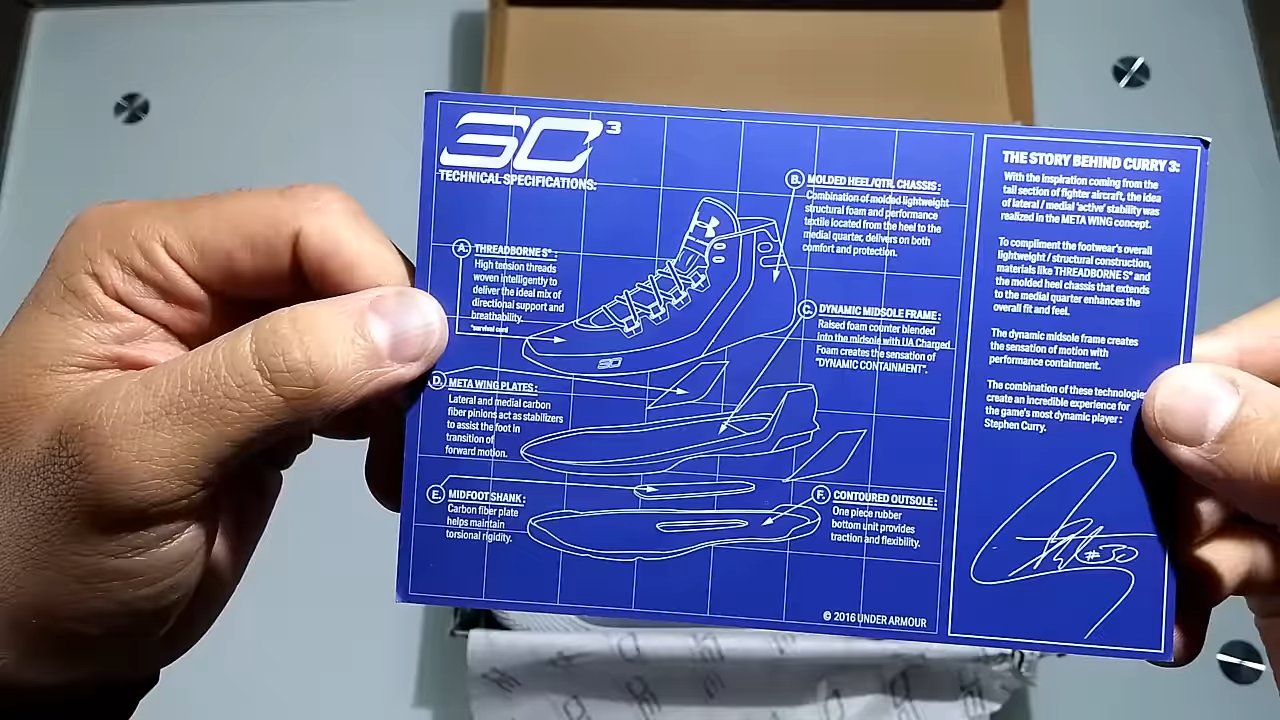 3C 3
TECHNICAL SPECIFICATIONS:
A. THREADBORNE S*:
High tension threads
woven intelligently to
deliver the ideal mix of
directional support and
breathability.
*survival cord
B. MOLDED HEEL/QTR. CHASSIS:
Combination of molded lightweight
structural foam and performance
textile located from the heel to the
medial quarter, delivers on both
comfort and protection.
C. DYNAMIC MIDSOLE FRAME:
Raised foam counter blended
into the midsole with UA Charged
Foam creates the sensation of
"DYNAMIC CONTAINMENT".
D. META WING PLATES:
Lateral and medial carbon
fiber pinions act as stabilizers
to assist the foot in
transition of
forward motion.
E. MIDFOOT SHANK:
Carbon fiber plate
helps maintain
torsional rigidity.
F. CONTOURED OUTSOLE:
One piece rubber
bottom unit provides
traction and flexibility.
© 2016 UNDER ARMOUR
THE STORY BEHIND CURRY 3:
With the inspiration coming from the
tail section of fighter aircraft, the idea
of lateral / medial 'active' stability was
realized in the META WING concept.
To compliment the footwear's overall
lightweight / structural construction,
materials like THREADBORNE S* and
the molded heel chassis that extends
to the medial quarter enhances the
overall fit and feel.
The dynamic midsole frame creates
the sensation of motion with
performance containment.
The combination of these technologies
create an incredible experience for
the game's most dynamic player:
Stephen Curry.
#30